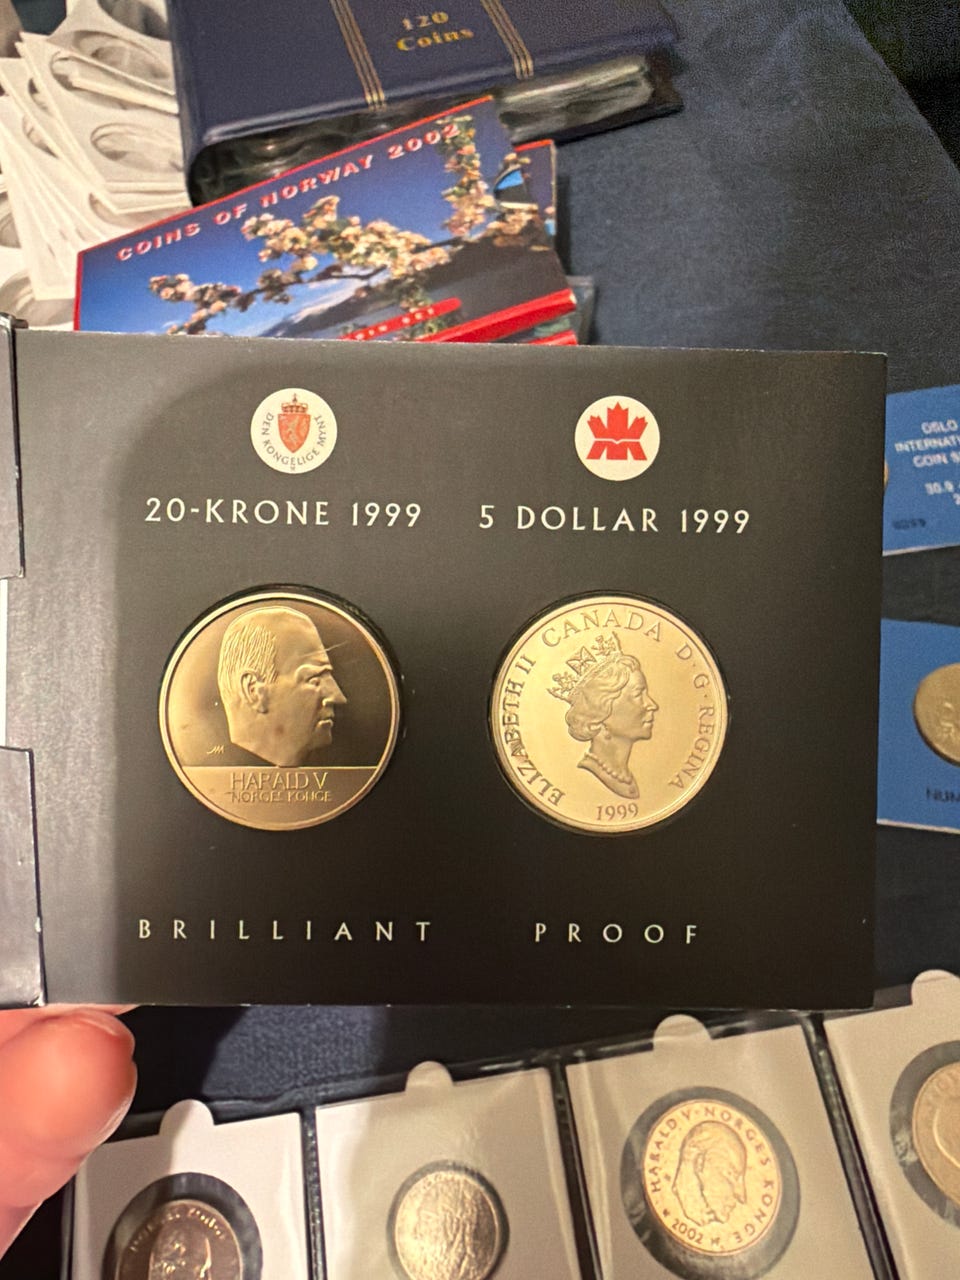 120
Coins
COINS OF NORWAY 2002
OSLO
COIN
DEN KONGELIGE MYNT
20-KRONE 1999
5 DOLLAR 1999
HARALD V
NORGES KONGE
ELIZABETH II CANADA D·G·REGINA
1999
BRILLIANT
PROOF
HARALD V·NORGES KONGE
2002